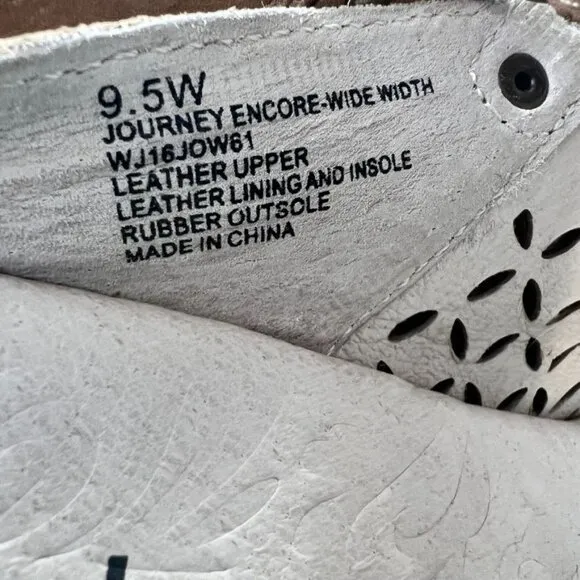 9.5W
JOURNEY ENCORE-WIDE WIDTH
WJ16JOW61
LEATHER UPPER
LEATHER LINING AND INSOLE
RUBBER OUTSOLE
MADE IN CHINA